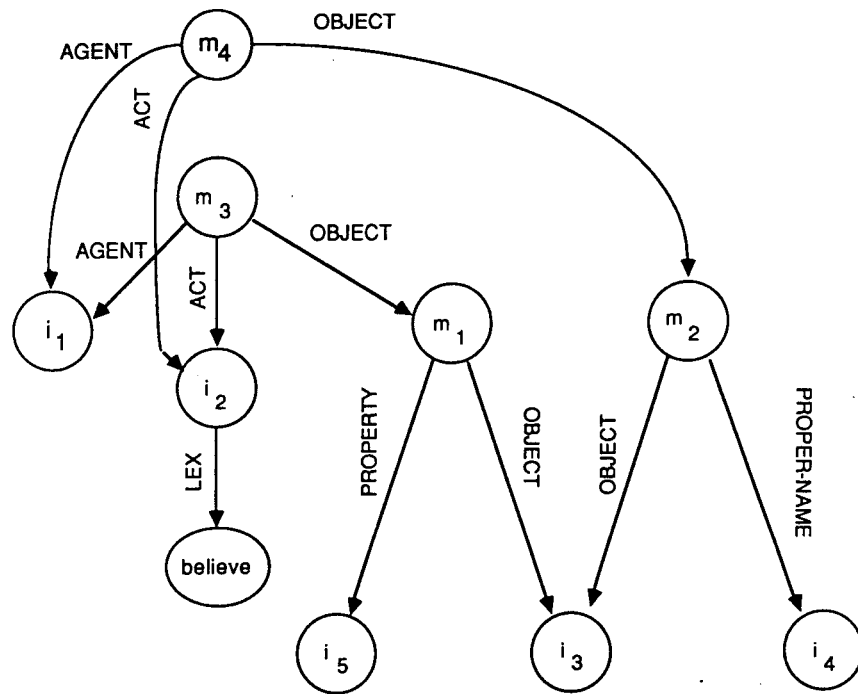 OBJECT
AGENT
m4
ACT
m3
AGENT
OBJECT
ACT
i1
m1
m2
i2
PROPERTY
OBJECT
OBJECT
PROPER-NAME
LEX
believe
i5
i3
i4